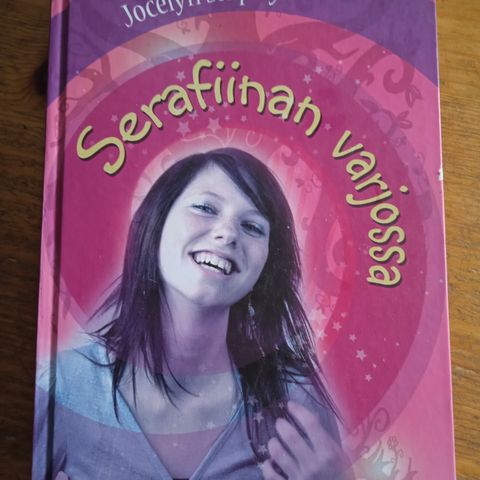 Jocelyn
Serafiinan varjossa